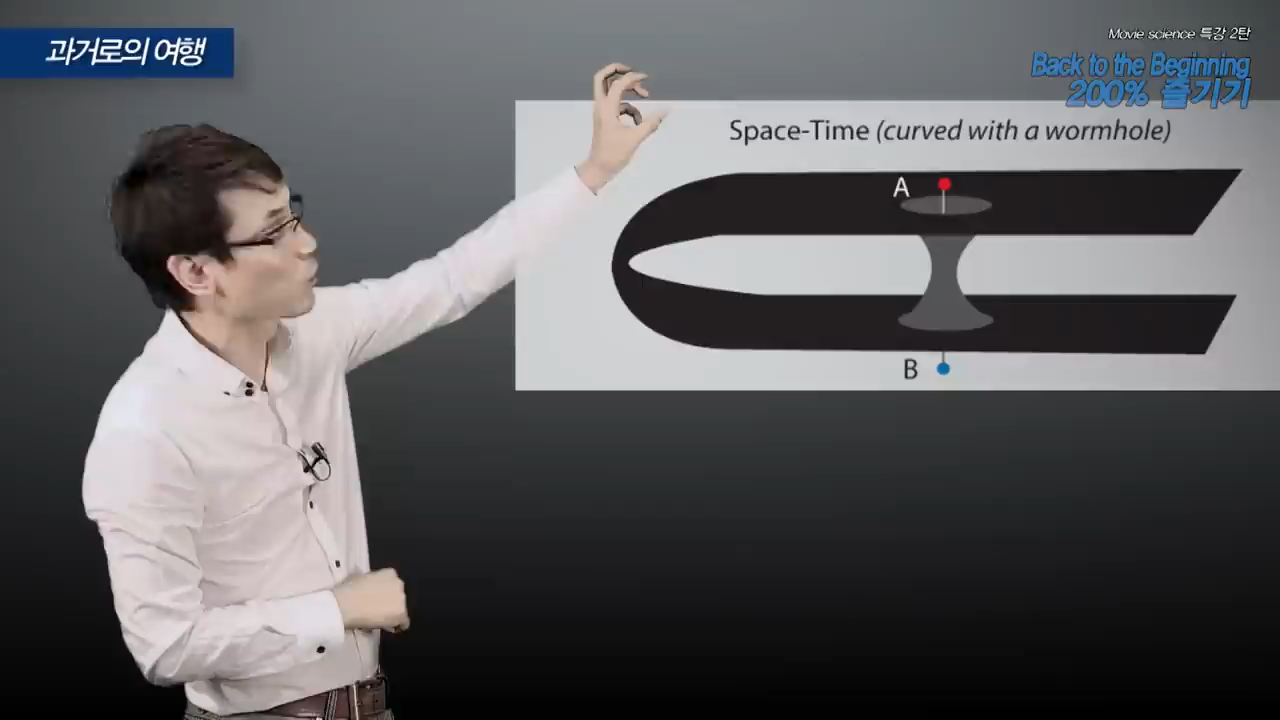 과거로의 여행
Movie science 특강 2탄
Back to the Beginning
200% 즐기기
Space-Time (curved with a wormhole)
A
B